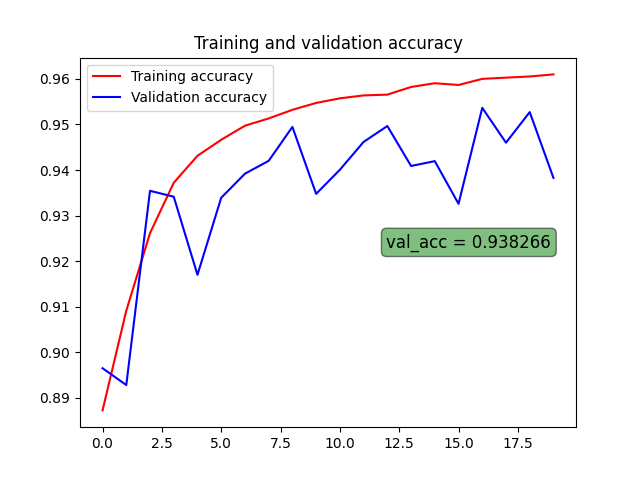 Training and validation accuracy
Training accuracy
Validation accuracy
0.96
0.95
0.94
0.93
0.92
0.91
0.90
0.89
val_acc = 0.938266
0.0 2.5 5.0 7.5 10.0 12.5 15.0 17.5